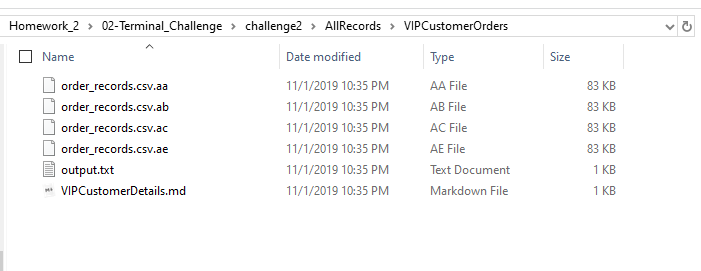 Homework_2 > 02-Terminal_Challenge > challenge2 > AllRecords > VIPCustomerOrders
Name Date modified Type Size
order_records.csv.aa 11/1/2019 10:35 PM AA File 83 KB
order_records.csv.ab 11/1/2019 10:35 PM AB File 83 KB
order_records.csv.ac 11/1/2019 10:35 PM AC File 83 KB
order_records.csv.ae 11/1/2019 10:35 PM AE File 83 KB
output.txt 11/1/2019 10:35 PM Text Document 1 KB
VIPCustomerDetails.md 11/1/2019 10:35 PM Markdown File 1 KB